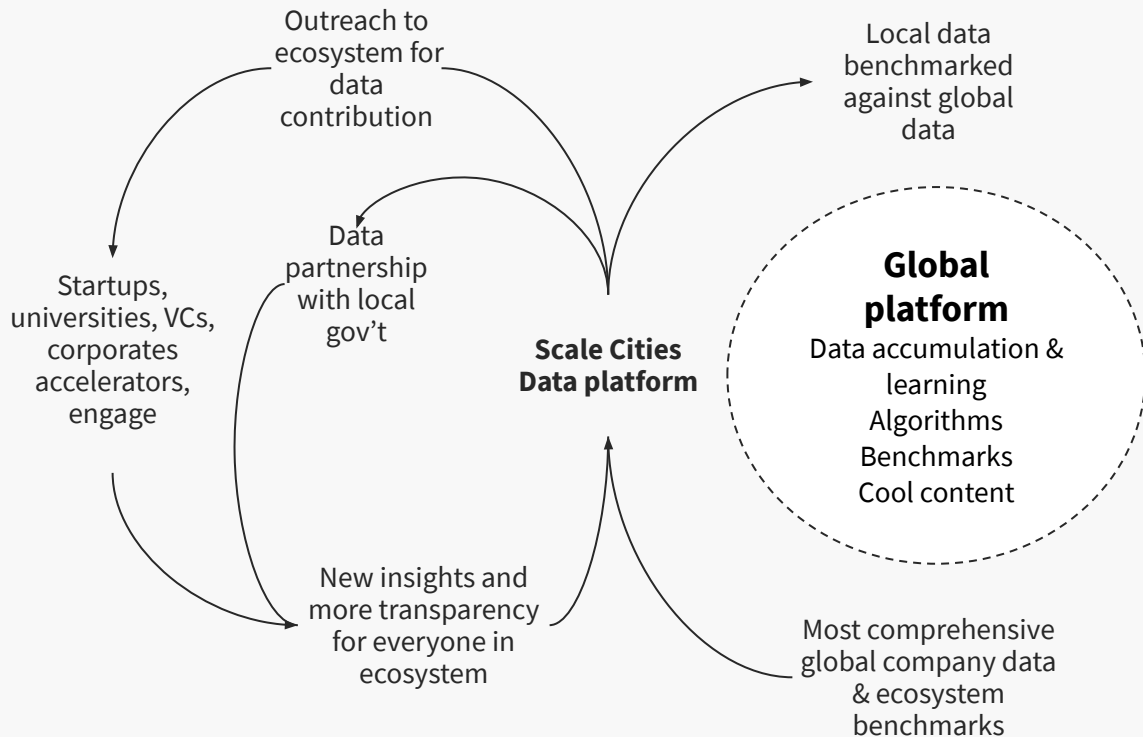 Outreach to
ecosystem for
data
contribution
Local data
benchmarked
against global
data
Data
partnership
with local
gov’t
Startups,
universities, VCs,
corporates
accelerators,
engage
Scale Cities
Data platform
Global
platform
Data accumulation &
learning
Algorithms
Benchmarks
Cool content
New insights and
more transparency
for everyone in
ecosystem
Most comprehensive
global company data
& ecosystem
benchmarks